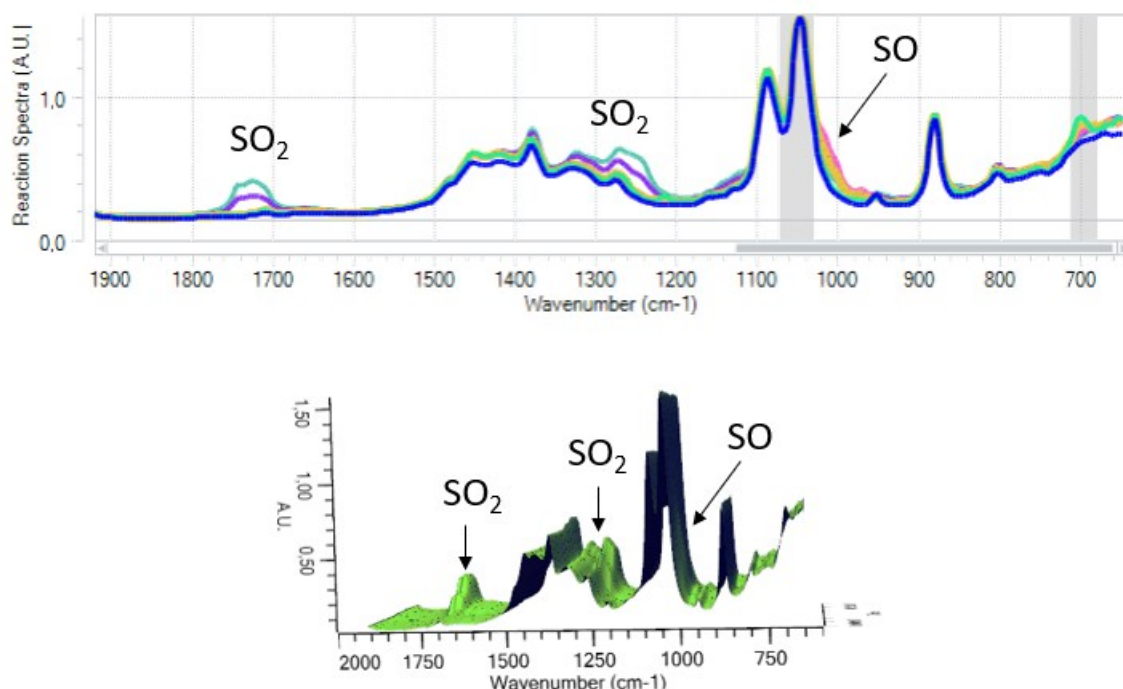 Reaction Spectra (A.U.
1.0
0.0
SO₂
SO₂
SO
1900 1800 1700 1600 1500 1400 1300 1200 1100 1000 900 800 700
Wavenumber (cm-1)
1,50
1,00
0,50
A.U.
SO₂
SO₂
SO
2000 1750 1500 1250 1000 750
Wavenumber (cm-1)